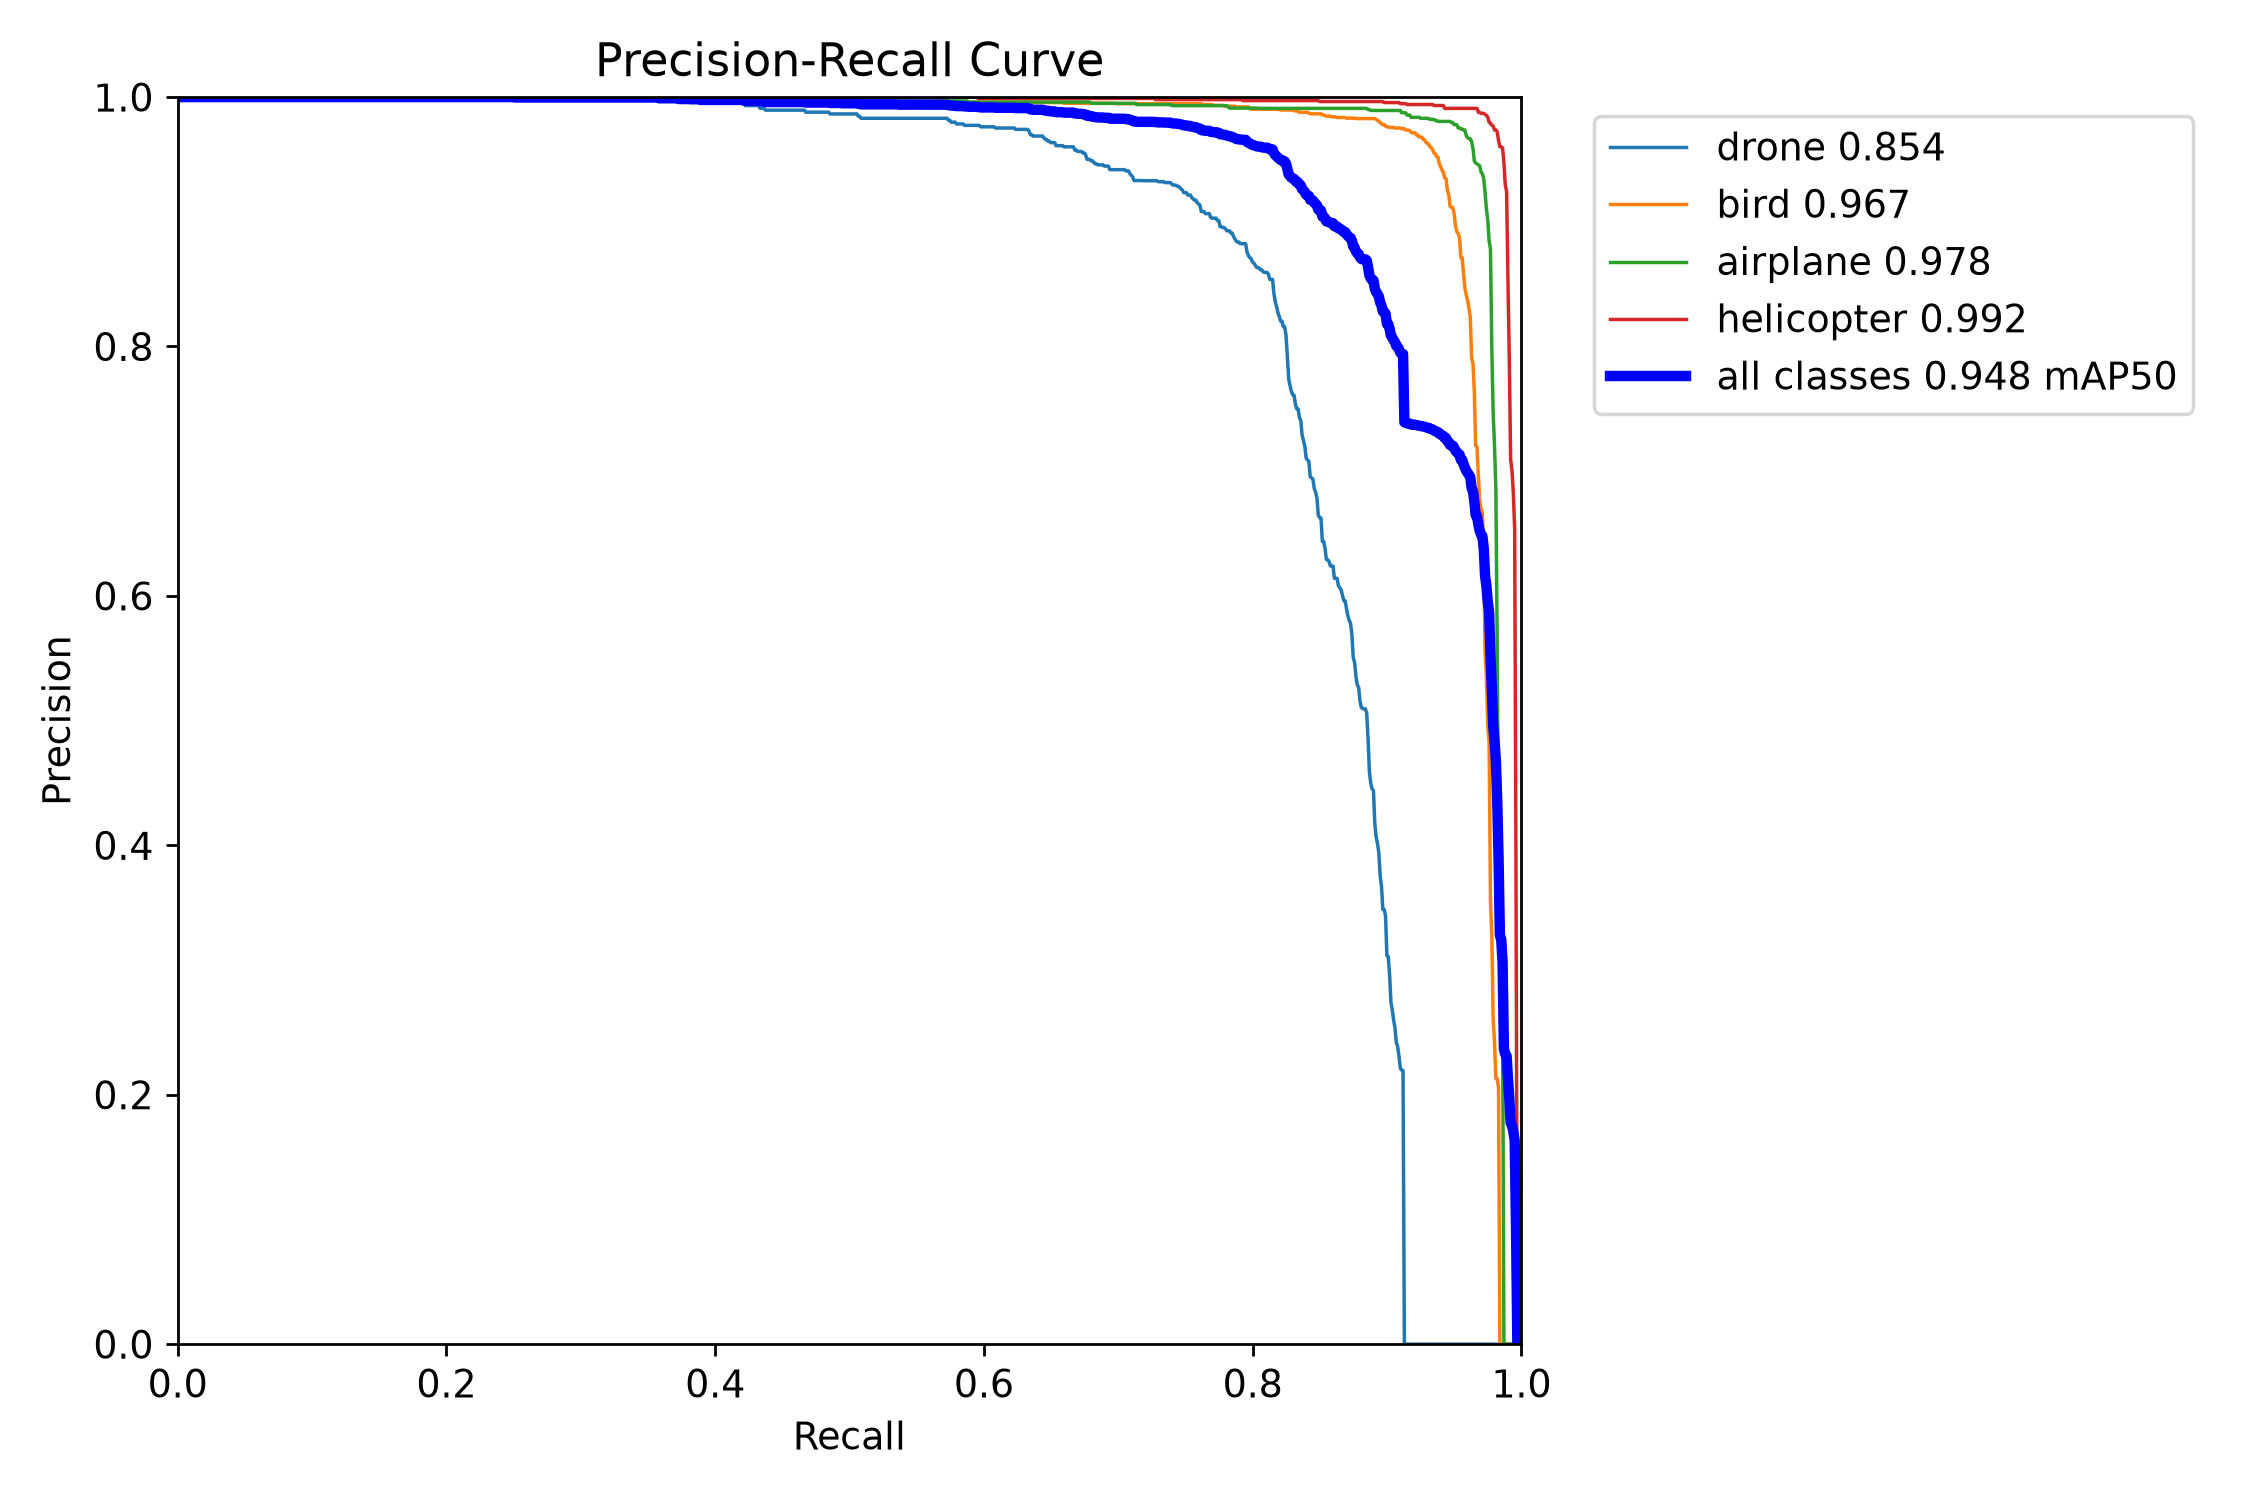 Precision-Recall Curve
1.0
0.8
0.6
0.4
0.2
0.0
Precision
0.0 0.2 0.4 0.6 0.8 1.0
Recall
drone 0.854
bird 0.967
airplane 0.978
helicopter 0.992
all classes 0.948 mAP50